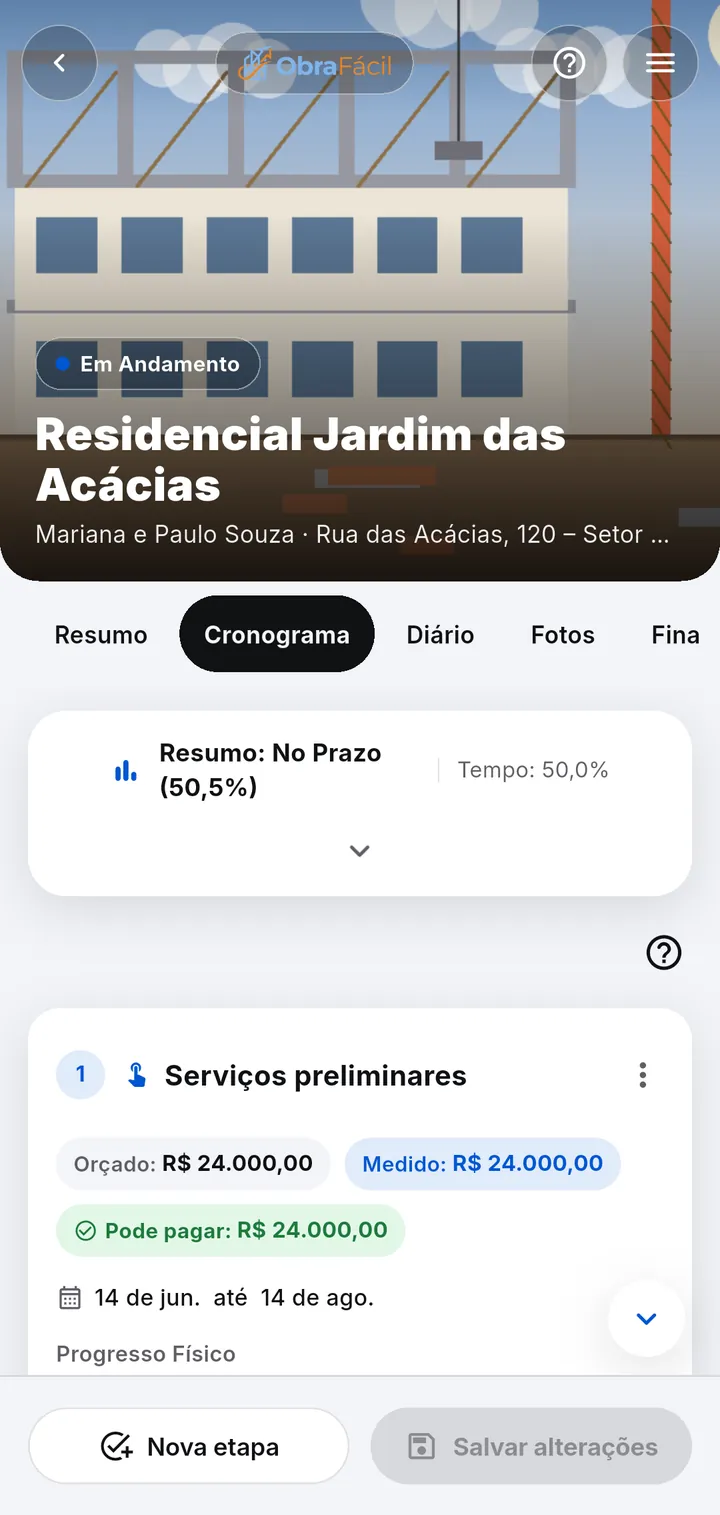 ObraFácil
Em Andamento
Residencial Jardim das
Acácias
Mariana e Paulo Souza · Rua das Acácias, 120 – Setor ...
Resumo Cronograma Diário Fotos Fina
Resumo: No Prazo
(50,5%)
Tempo: 50,0%
1 Serviços preliminares
Orçado: R$ 24.000,00 Medido: R$ 24.000,00
Pode pagar: R$ 24.000,00
14 de jun. até 14 de ago.
Progresso Físico
Nova etapa Salvar alterações